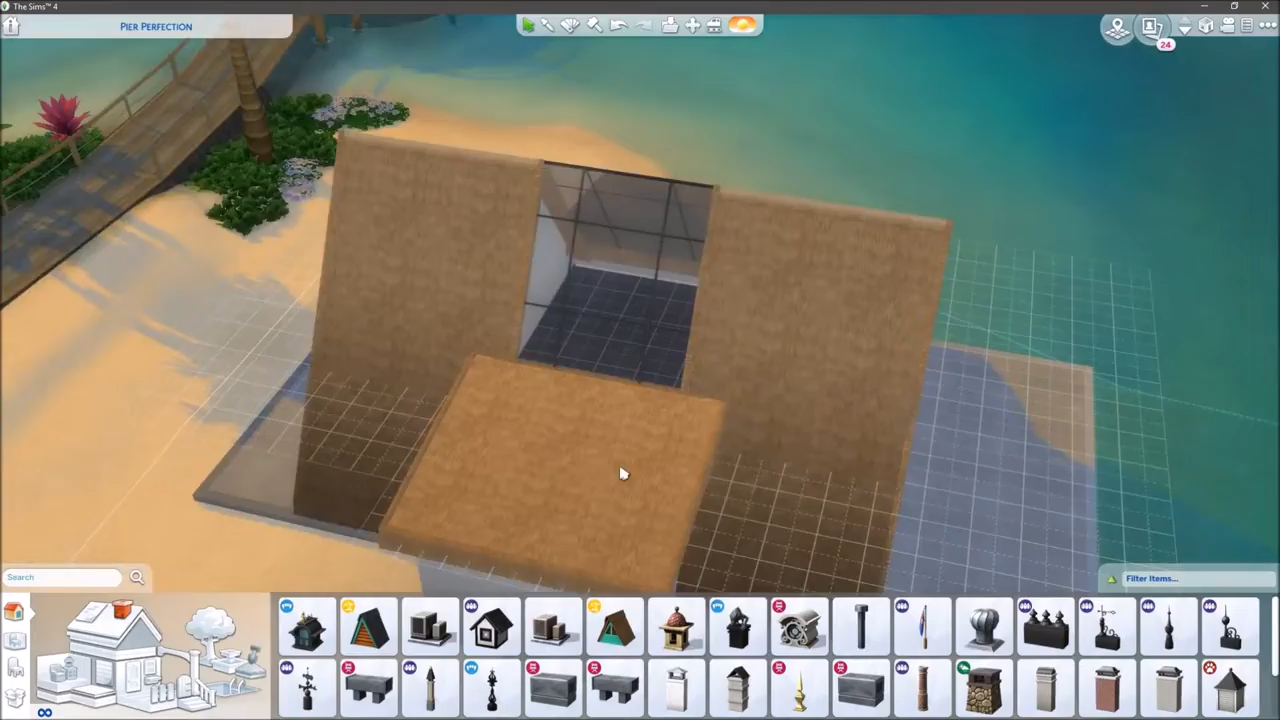 The Sims™ 4
PIER PERFECTION
24
Search
Filter Items...